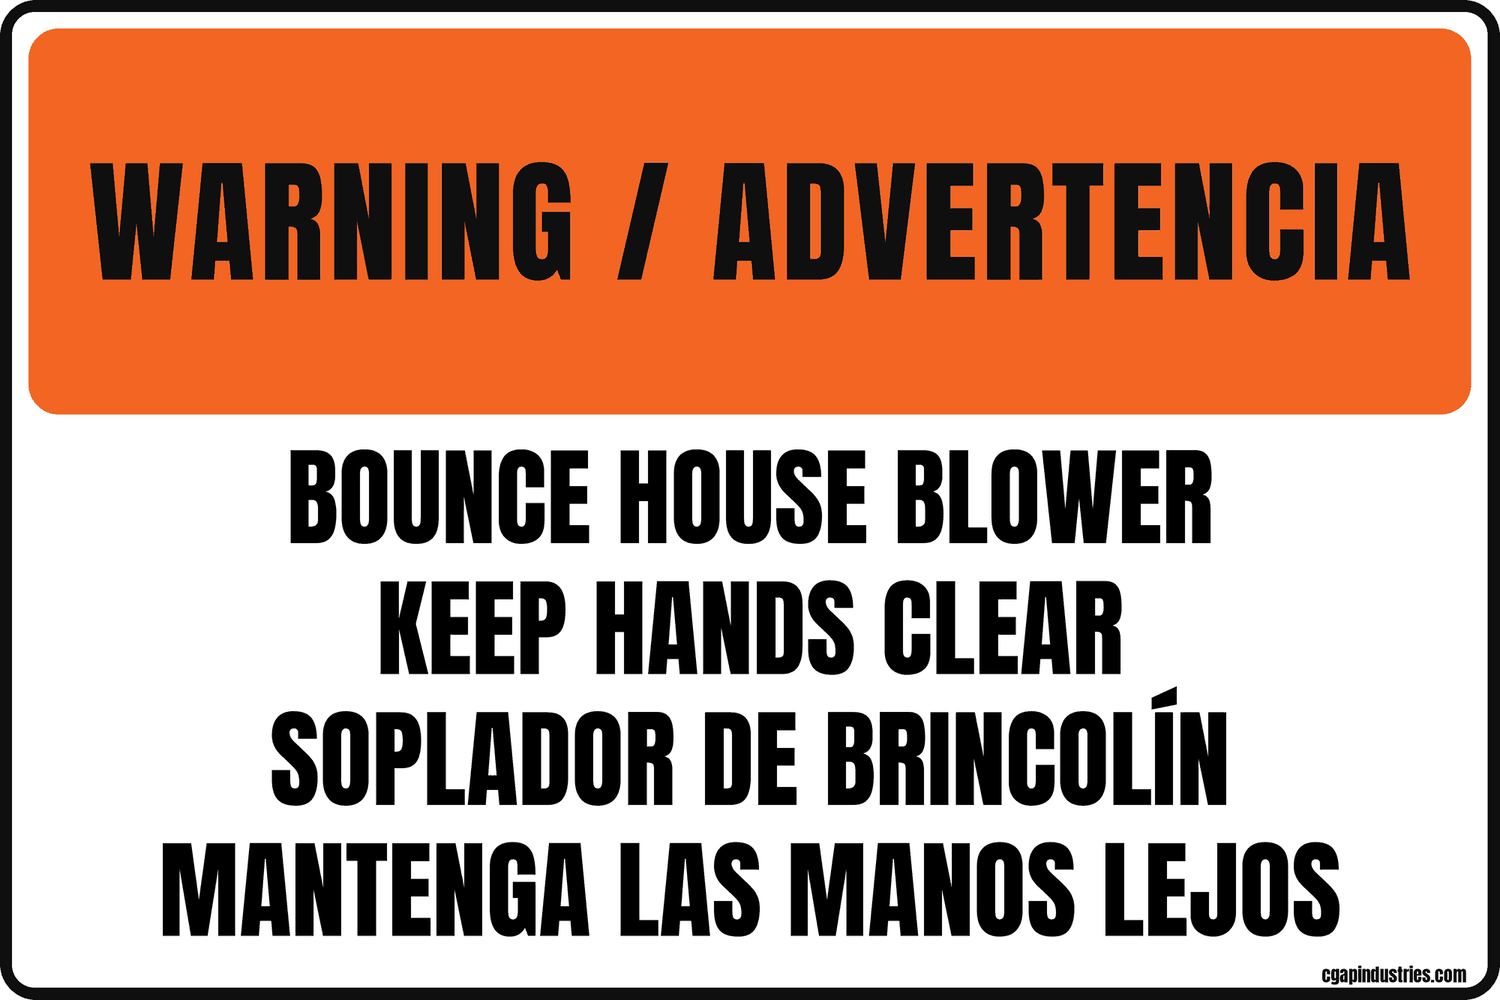 WARNING / ADVERTENCIA
BOUNCE HOUSE BLOWER
KEEP HANDS CLEAR
SOPLADOR DE BRINCOLÍN
MANTENGA LAS MANOS LEJOS
cgapindustries.com